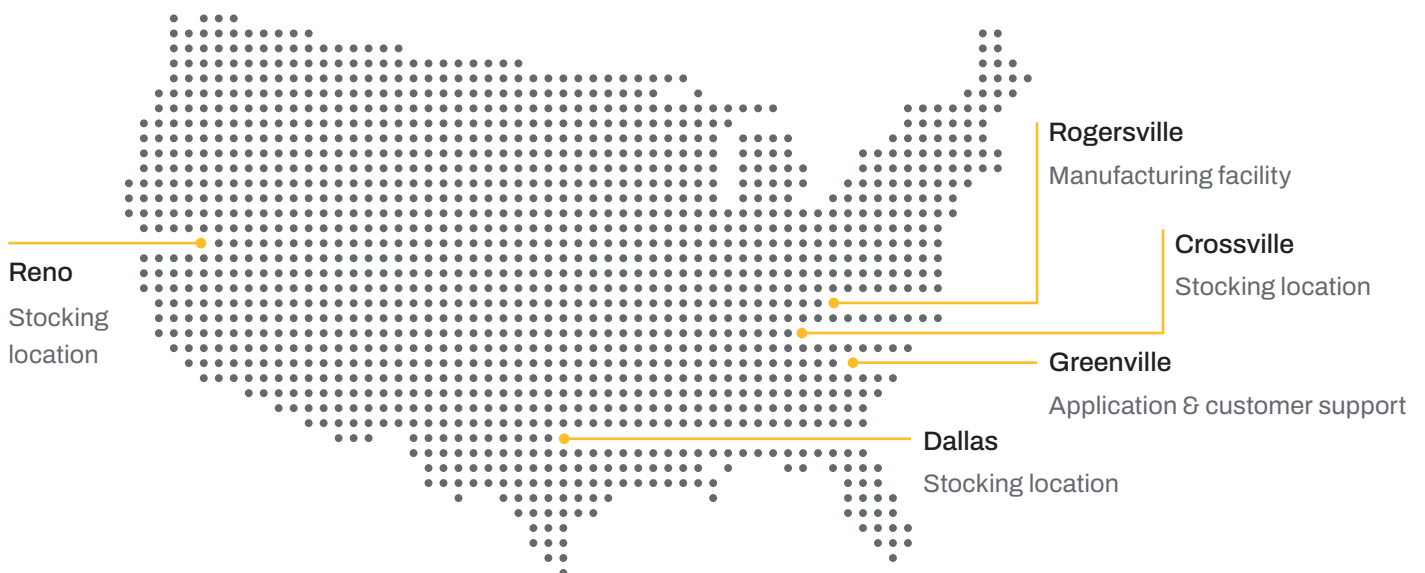 Rogersville
Manufacturing facility
Crossville
Stocking location
Reno
Stocking
location
Greenville
Application & customer support
Dallas
Stocking location